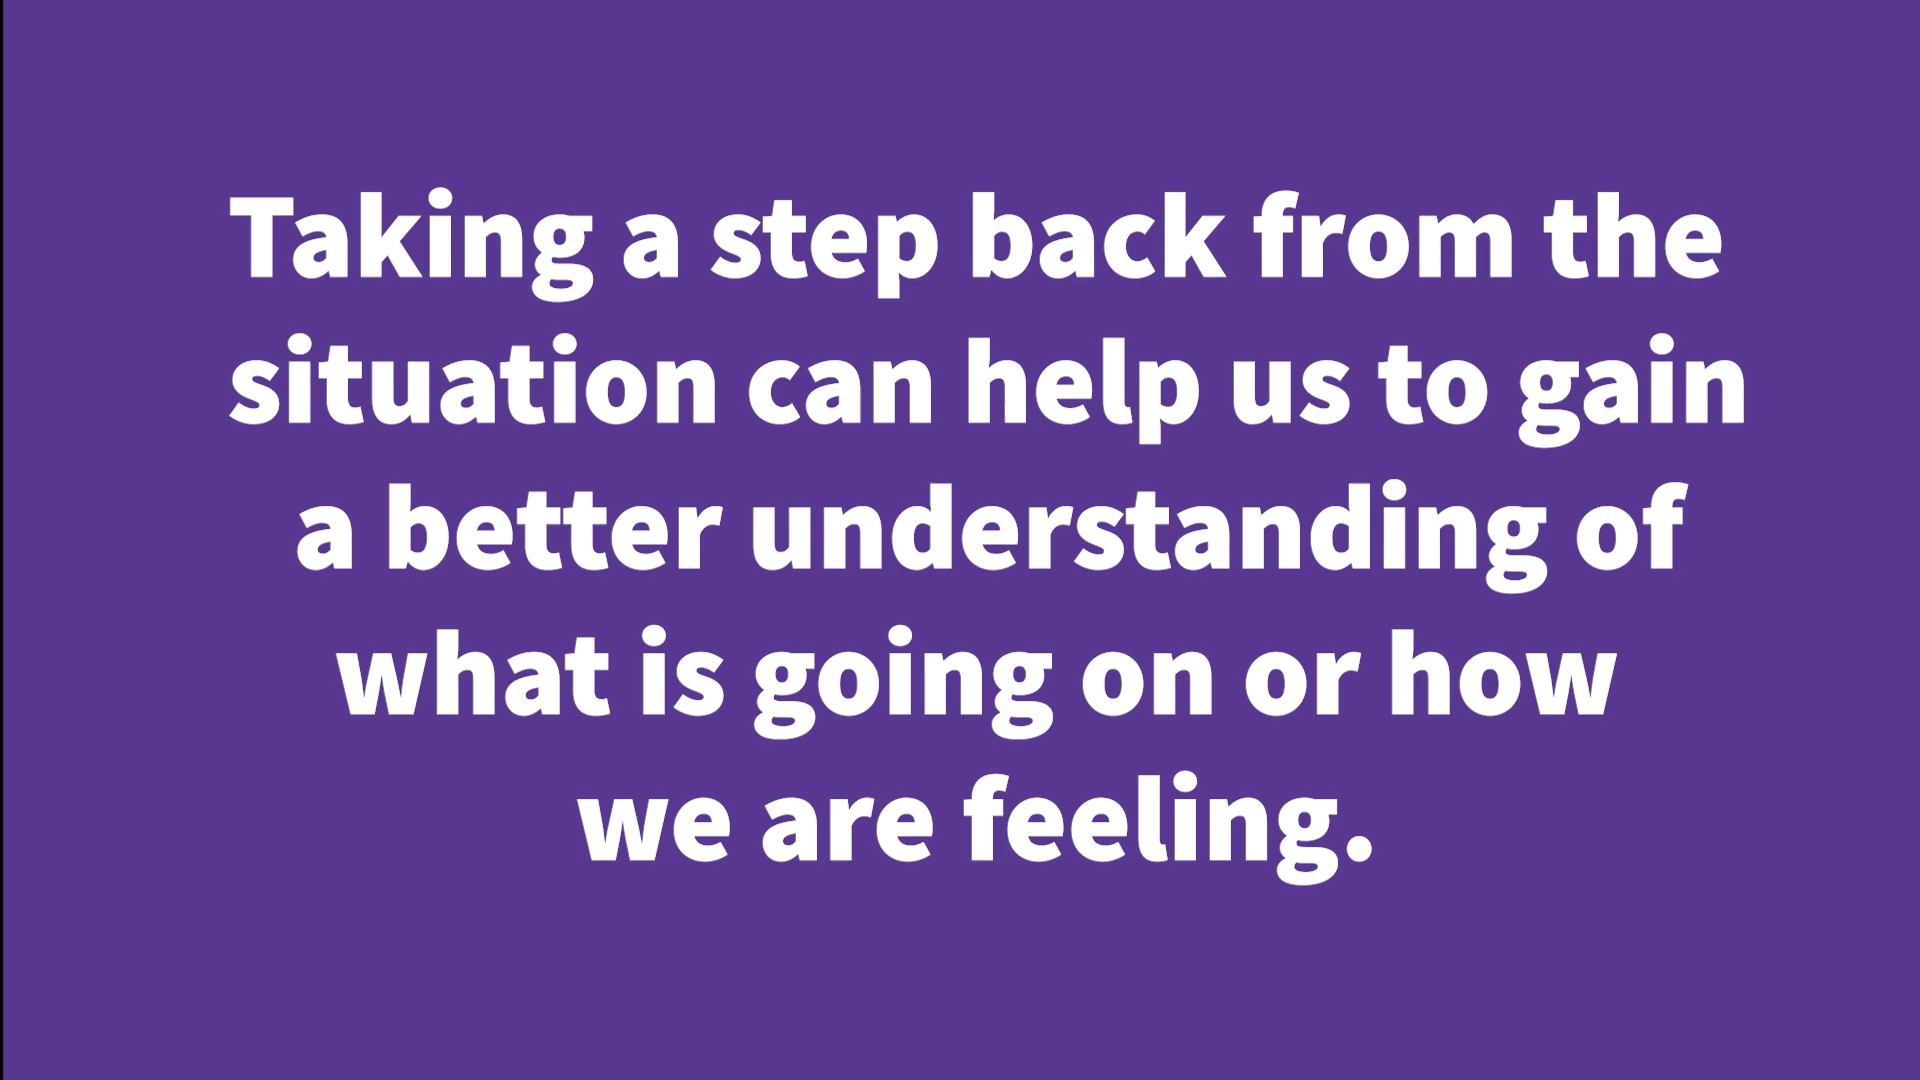 Taking a step back from the
situation can help us to gain
a better understanding of
what is going on or how
we are feeling.